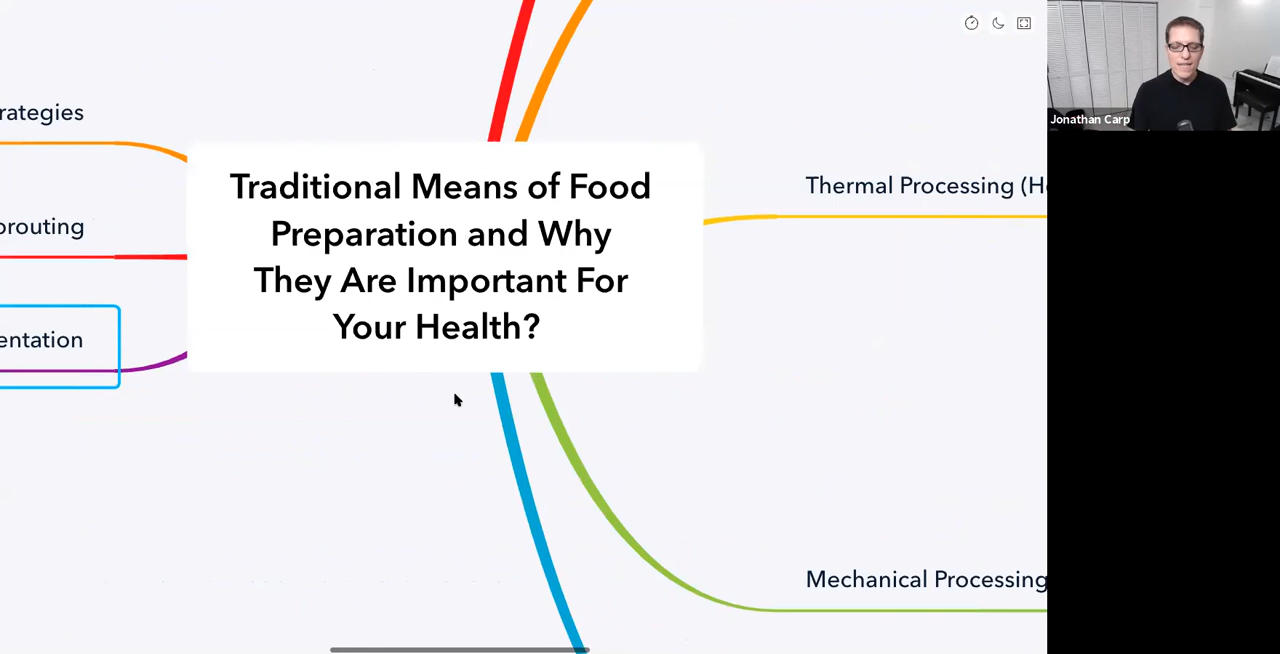 rategies
Traditional Means of Food
Preparation and Why
They Are Important For
Your Health?
Thermal Processing (H
prouting
entation
Mechanical Processing
Jonathan Carp